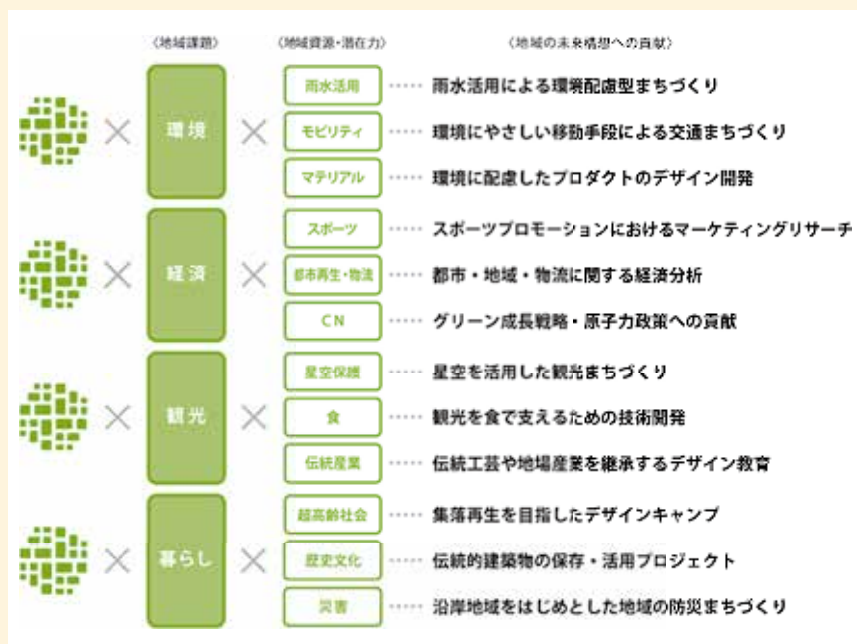 〈地域課題〉 〈地域資源・潜在力〉 〈地域の未来構想への貢献〉
環境
雨水活用 ····· 雨水活用による環境配慮型まちづくり
モビリティ ····· 環境にやさしい移動手段による交通まちづくり
マテリアル ····· 環境に配慮したプロダクトのデザイン開発
経済
スポーツ ····· スポーツプロモーションにおけるマーケティングリサーチ
都市再生・物流 ····· 都市・地域・物流に関する経済分析
CN ····· グリーン成長戦略・原子力政策への貢献
観光
星空保護 ····· 星空を活用した観光まちづくり
食 ····· 観光を食で支えるための技術開発
伝統産業 ····· 伝統工芸や地場産業を継承するデザイン教育
暮らし
超高齢社会 ····· 集落再生を目指したデザインキャンプ
歴史文化 ····· 伝統的建築物の保存・活用プロジェクト
災害 ····· 沿岸地域をはじめとした地域の防災まちづくり